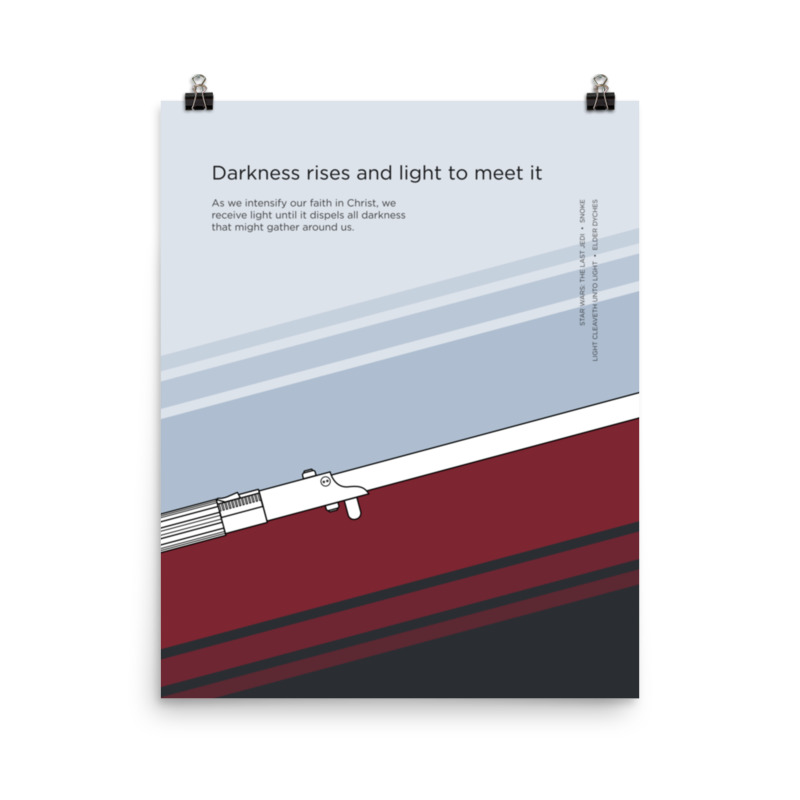 Darkness rises and light to meet it
As we intensify our faith in Christ, we
receive light until it dispels all darkness
that might gather around us.
STAR WARS: THE LAST JEDI • SNOKE
LIGHT CLEAVETH UNTO LIGHT • ELDER DYCHES